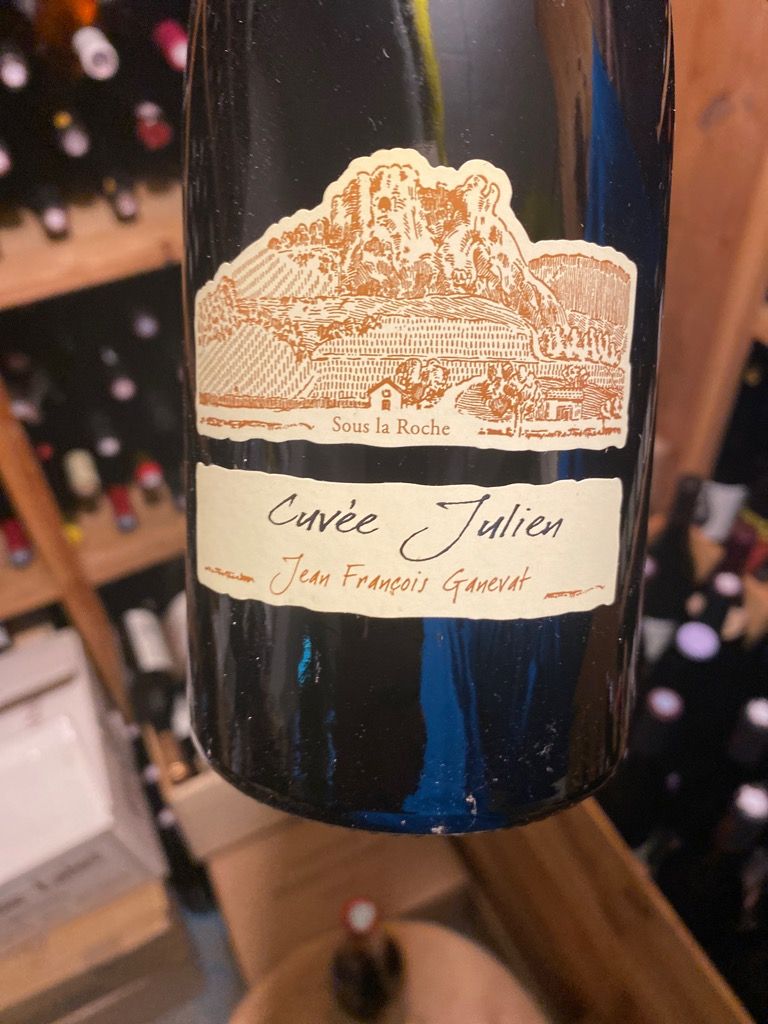 Sous la Roche
Cuvée Julien
Jean François Ganevat